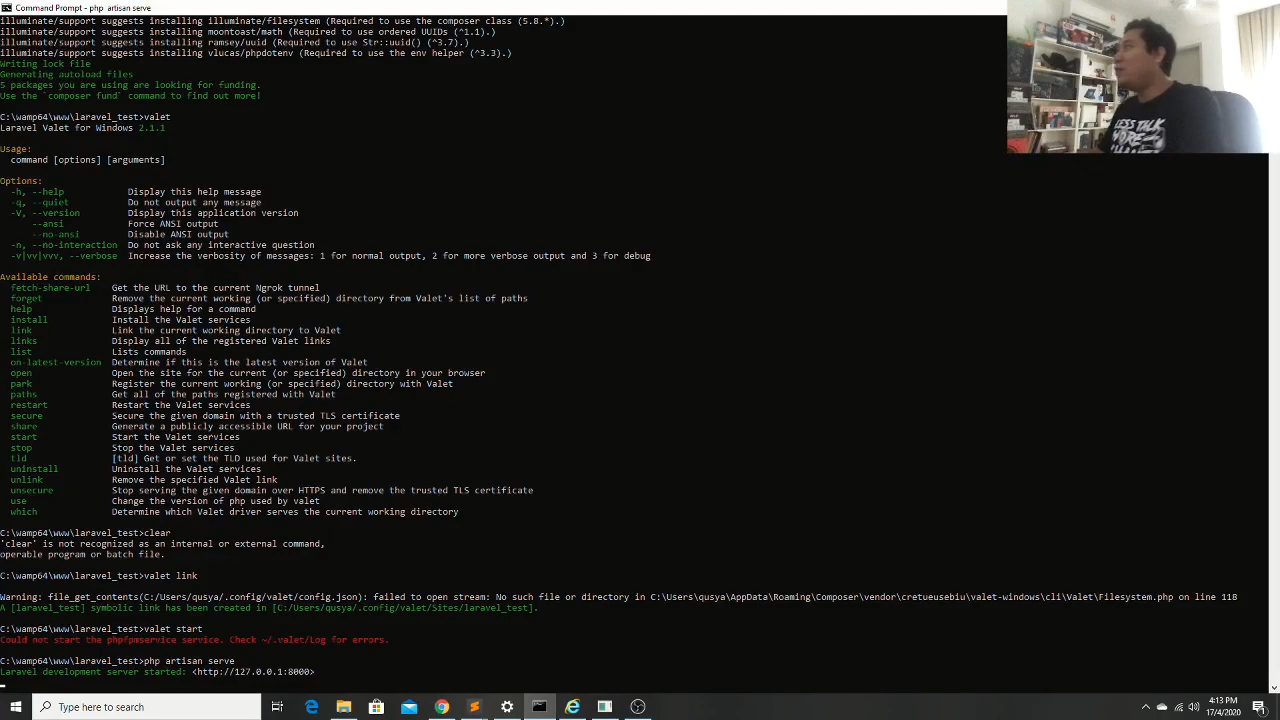 Command Prompt - php artisan serve
illuminate/support suggests installing illuminate/filesystem (Required to use the composer class (5.8.*).)
illuminate/support suggests installing moontoast/math (Required to use ordered UUIDs (^1.1).)
illuminate/support suggests installing ramsey/uuid (Required to use Str::uuid() (^3.7).)
illuminate/support suggests installing vlucas/phpdotenv (Required to use the env helper (^3.3).)
Writing lock file
Generating autoload files
5 packages you are using are looking for funding.
Use the `composer fund` command to find out more!
C:\wamp64\www\laravel_test>valet
Laravel Valet for Windows 2.1.1
Usage:
command [options] [arguments]
Options:
-h, --help Display this help message
-q, --quiet Do not output any message
-V, --version Display this application version
--ansi Force ANSI output
--no-ansi Disable ANSI output
-n, --no-interaction Do not ask any interactive question
-v|vv|vvv, --verbose Increase the verbosity of messages: 1 for normal output, 2 for more verbose output and 3 for debug
Available commands:
fetch-share-url Get the URL to the current Ngrok tunnel
forget Remove the current working (or specified) directory from Valet's list of paths
help Displays help for a command
install Install the Valet services
link Link the current working directory to Valet
links Display all of the registered Valet links
list Lists commands
on-latest-version Determine if this is the latest version of Valet
open Open the site for the current (or specified) directory in your browser
park Register the current working (or specified) directory with Valet
paths Get all of the paths registered with Valet
restart Restart the Valet services
secure Secure the given domain with a trusted TLS certificate
share Generate a publicly accessible URL for your project
start Start the Valet services
stop Stop the Valet services
tld [tld] Get or set the TLD used for Valet sites.
uninstall Uninstall the Valet services
unlink Remove the specified Valet link
unsecure Stop serving the given domain over HTTPS and remove the trusted TLS certificate
use Change the version of php used by valet
which Determine which Valet driver serves the current working directory
C:\wamp64\www\laravel_test>clear
'clear' is not recognized as an internal or external command,
operable program or batch file.
C:\wamp64\www\laravel_test>valet link
Warning: file_get_contents(C:/Users/qusya/.config/valet/config.json): failed to open stream: No such file or directory in C:\Users\qusya\AppData\Roaming\Composer\vendor\cretueusebiu\valet-windows\cli\Valet\Filesystem.php on line 118
A [laravel_test] symbolic link has been created in [C:/Users/qusya/.config/valet/Sites/laravel_test].
C:\wamp64\www\laravel_test>valet start
Could not start the phpfpmservice service. Check ~/.valet/Log for errors.
C:\wamp64\www\laravel_test>php artisan serve
Laravel development server started: <http://127.0.0.1:8000>
LESS TALK
MORE
Type here to search
4:13 PM
17/4/2020